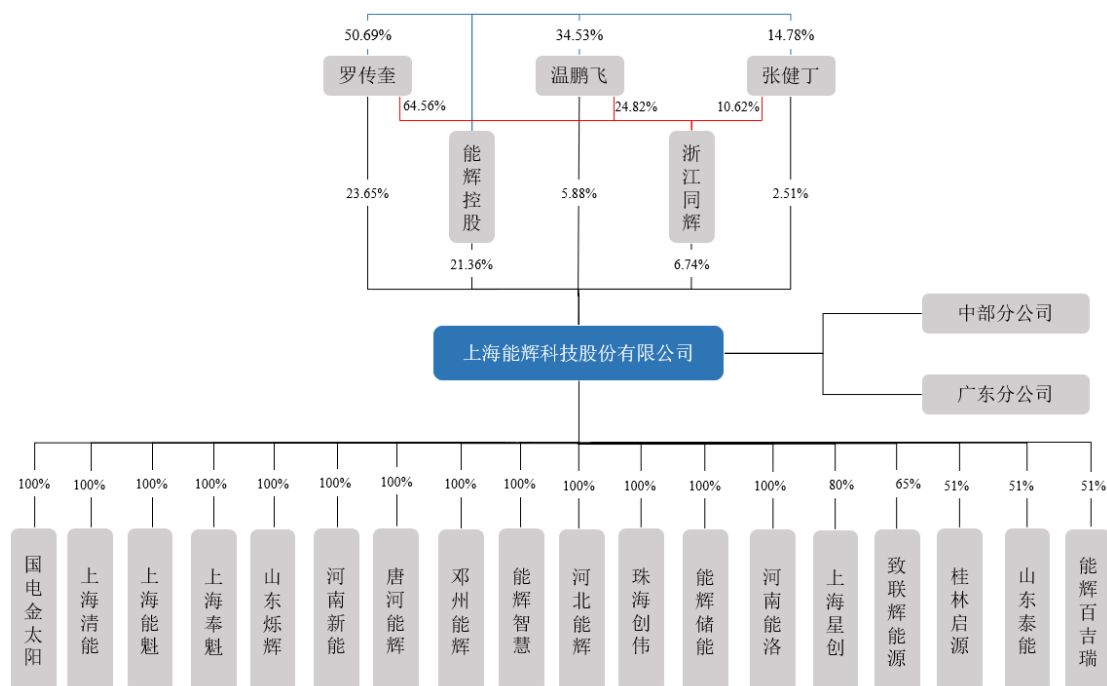 50.69%
34.53%
14.78%
罗传奎
温鹏飞
张健丁
64.56%
24.82%
10.62%
能辉控股
浙江同辉
23.65%
5.88%
2.51%
21.36%
6.74%
中部分公司
上海能辉科技股份有限公司
广东分公司
100%
100%
100%
100%
100%
100%
100%
100%
100%
100%
100%
100%
100%
80%
65%
51%
51%
51%
国电金太阳
上海清能
上海能魁
上海奉魁
山东烁辉
河南新能
唐河能辉
邓州能辉
能辉智慧
河北能辉
珠海创伟
能辉储能
河南能洛
上海星创
致联辉能源
桂林启源
山东泰能
能辉百吉瑞